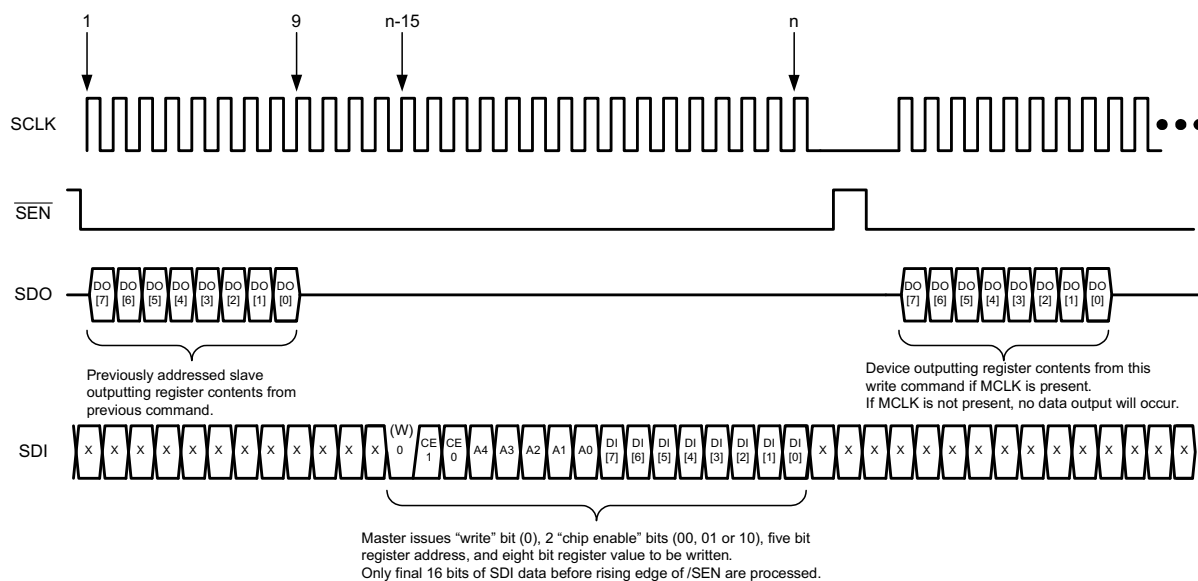 1 9 n-15 n
SCLK
SEN
SDO DO [7] DO [6] DO [5] DO [4] DO [3] DO [2] DO [1] DO [0] DO [7] DO [6] DO [5] DO [4] DO [3] DO [2] DO [1] DO [0]
Previously addressed slave
outputting register contents from
previous command.
Device outputting register contents from this
write command if MCLK is present.
If MCLK is not present, no data output will occur.
SDI X X X X X X X X X X X X (W) 0 CE 1 CE 0 A4 A3 A2 A1 A0 DI [7] DI [6] DI [5] DI [4] DI [3] DI [2] DI [1] DI [0] X X X X X X X X X X X X X X X
Master issues “write” bit (0), 2 “chip enable” bits (00, 01 or 10), five bit
register address, and eight bit register value to be written.
Only final 16 bits of SDI data before rising edge of /SEN are processed.